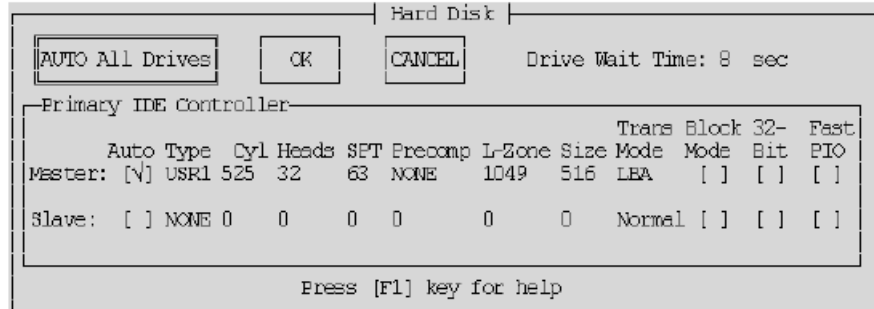 Hard Disk
AUTO All Drives OK CANCEL Drive Wait Time: 8 sec
Primary IDE Controller
Trans Block 32- Fast
Auto Type Cyl Heads SPT Precomp L-Zone Size Mode Mode Bit PIO
Master: [√] USR1 525 32 63 NONE 1049 516 LBA [ ] [ ] [ ]
Slave: [ ] NONE 0 0 0 0 0 0 Normal [ ] [ ] [ ]
Press [F1] key for help